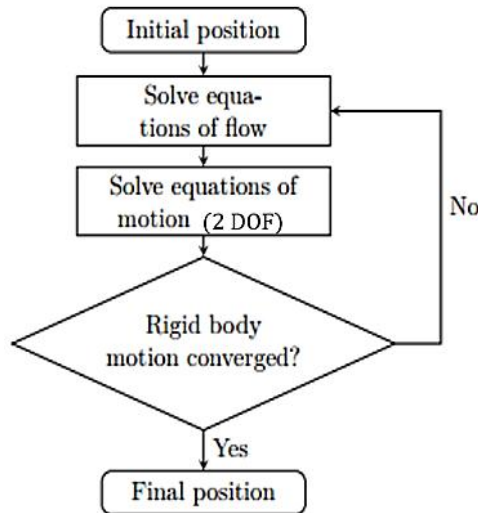 Initial position
Solve equa-
tions of flow
Solve equations of
motion (2 DOF)
No
Rigid body
motion converged?
Yes
Final position